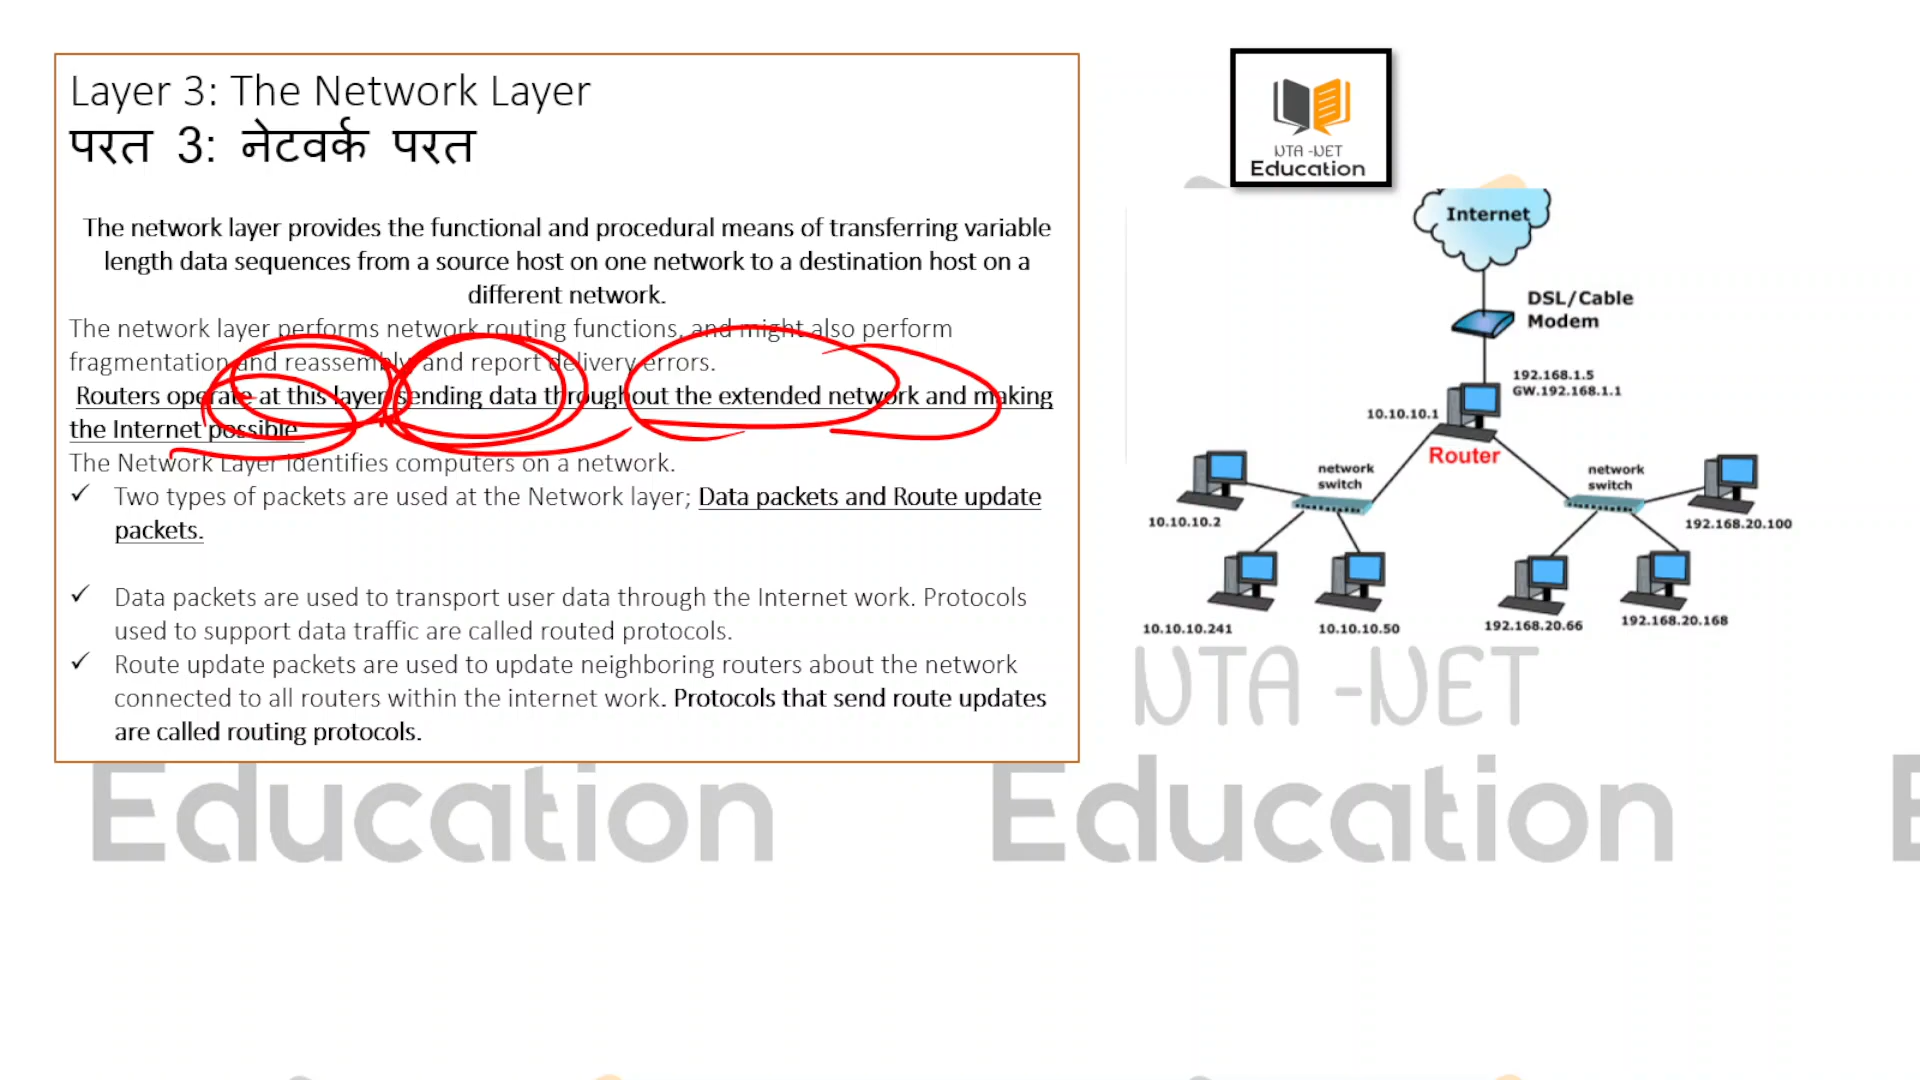 Layer 3: The Network Layer
परत 3: नेटवर्क परत
The network layer provides the functional and procedural means of transferring variable
length data sequences from a source host on one network to a destination host on a
different network.
The network layer performs network routing functions, and might also perform
fragmentation and reassembly, and report delivery errors.
Routers operate at this layer, sending data throughout the extended network and making
the Internet possible.
The Network Layer identifies computers on a network.
✓ Two types of packets are used at the Network layer; Data packets and Route update
packets.
✓ Data packets are used to transport user data through the Internet work. Protocols
used to support data traffic are called routed protocols.
✓ Route update packets are used to update neighboring routers about the network
connected to all routers within the internet work. Protocols that send route updates
are called routing protocols.
NTA -NET
Education
Internet
DSL/Cable
Modem
192.168.1.5
GW.192.168.1.1
10.10.10.1
Router
network
switch
network
switch
10.10.10.2
192.168.20.100
10.10.10.241
10.10.10.50
192.168.20.66
192.168.20.168
NTA -NET
Education
Education
E